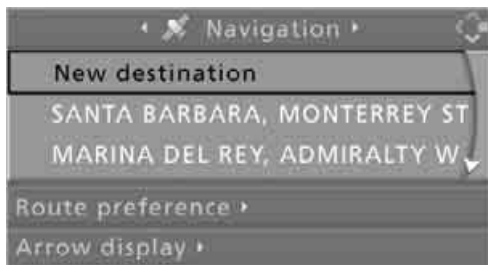 Navigation
New destination
SANTA BARBARA, MONTERREY ST
MARINA DEL REY, ADMIRALTY W
Route preference
Arrow display